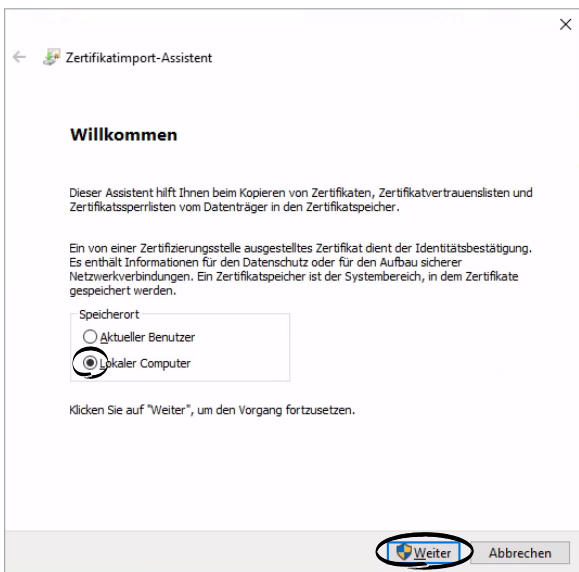 Zertifikatimport-Assistent
Willkommen
Dieser Assistent hilft Ihnen beim Kopieren von Zertifikaten, Zertifikatvertrauenslisten und
Zertifikatssperrlisten vom Datenträger in den Zertifikatspeicher.
Ein von einer Zertifizierungsstelle ausgestelltes Zertifikat dient der Identitätsbestätigung.
Es enthält Informationen für den Datenschutz oder für den Aufbau sicherer
Netzwerkverbindungen. Ein Zertifikatspeicher ist der Systembereich, in dem Zertifikate
gespeichert werden.
Speicherort
Aktueller Benutzer
Lokaler Computer
Klicken Sie auf "Weiter", um den Vorgang fortzusetzen.
Weiter Abbrechen